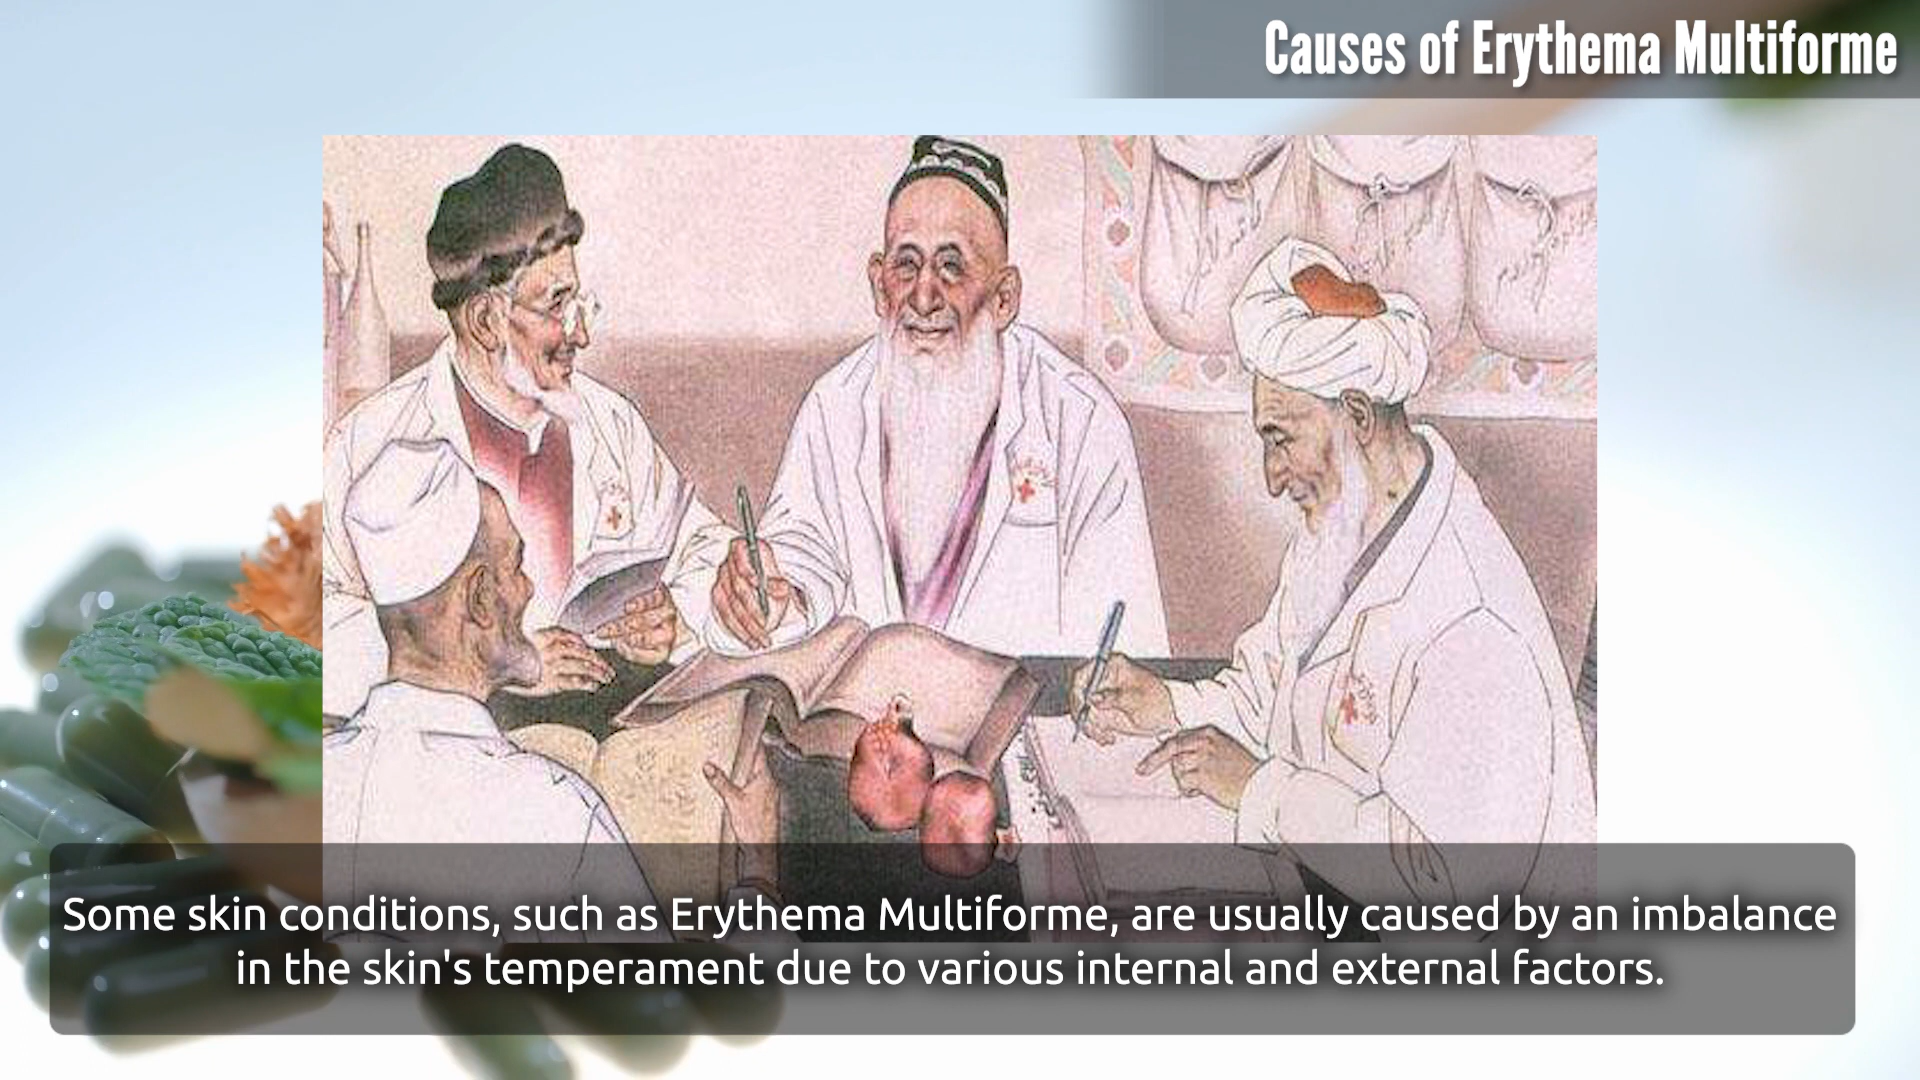 Causes of Erythema Multiforme
Some skin conditions, such as Erythema Multiforme, are usually caused by an imbalance
in the skin's temperament due to various internal and external factors.